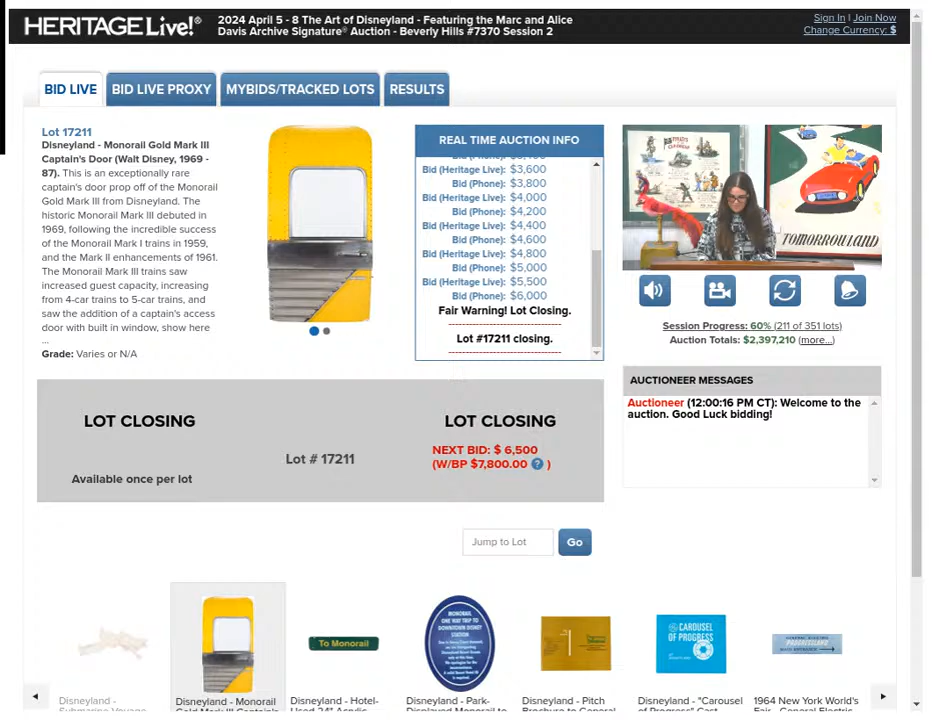 HERITAGE Live!®
2024 April 5 - 8 The Art of Disneyland - Featuring the Marc and Alice
Davis Archive Signature® Auction - Beverly Hills #7370 Session 2
Sign In | Join Now
Change Currency: $
BID LIVE
BID LIVE PROXY
MYBIDS/TRACKED LOTS
RESULTS
Lot 17211
Disneyland - Monorail Gold Mark III
Captain's Door (Walt Disney, 1969 -
87). This is an exceptionally rare
captain's door prop off of the Monorail
Gold Mark III from Disneyland. The
historic Monorail Mark III debuted in
1969, following the incredible success
of the Monorail Mark I trains in 1959,
and the Mark II enhancements of 1961.
The Monorail Mark III trains saw
increased guest capacity, increasing
from 4-car trains to 5-car trains, and
saw the addition of a captain's access
door with built in window, show here
...
Grade: Varies or N/A
REAL TIME AUCTION INFO
Bid (Heritage Live): $3,600
Bid (Phone): $3,800
Bid (Heritage Live): $4,000
Bid (Phone): $4,200
Bid (Heritage Live): $4,400
Bid (Phone): $4,600
Bid (Heritage Live): $4,800
Bid (Phone): $5,000
Bid (Heritage Live): $5,500
Bid (Phone): $6,000
Fair Warning! Lot Closing.
--------------------------------
Lot #17211 closing.
--------------------------------
TOMORROWLAND
Session Progress: 60% (211 of 351 lots)
Auction Totals: $2,397,210 (more...)
AUCTIONEER MESSAGES
Auctioneer (12:00:16 PM CT): Welcome to the
auction. Good Luck bidding!
LOT CLOSING
Available once per lot
Lot # 17211
LOT CLOSING
NEXT BID: $ 6,500
(W/BP $7,800.00 ? )
Jump to Lot
Go
To Monorail
MONORAIL
ONE WAY TRIP TO
DOWNTOWN DISNEY
STATION
CAROUSEL
OF PROGRESS
Disneyland -
Submarine Voyage
Disneyland - Monorail
Gold Mark III Captain's
Disneyland - Hotel-
Used 24" Acrylic
Disneyland - Park-
Displayed Monorail to
Disneyland - Pitch
Brochure to General
Disneyland - "Carousel
of Progress" Cast
1964 New York World's
Fair - General Electric